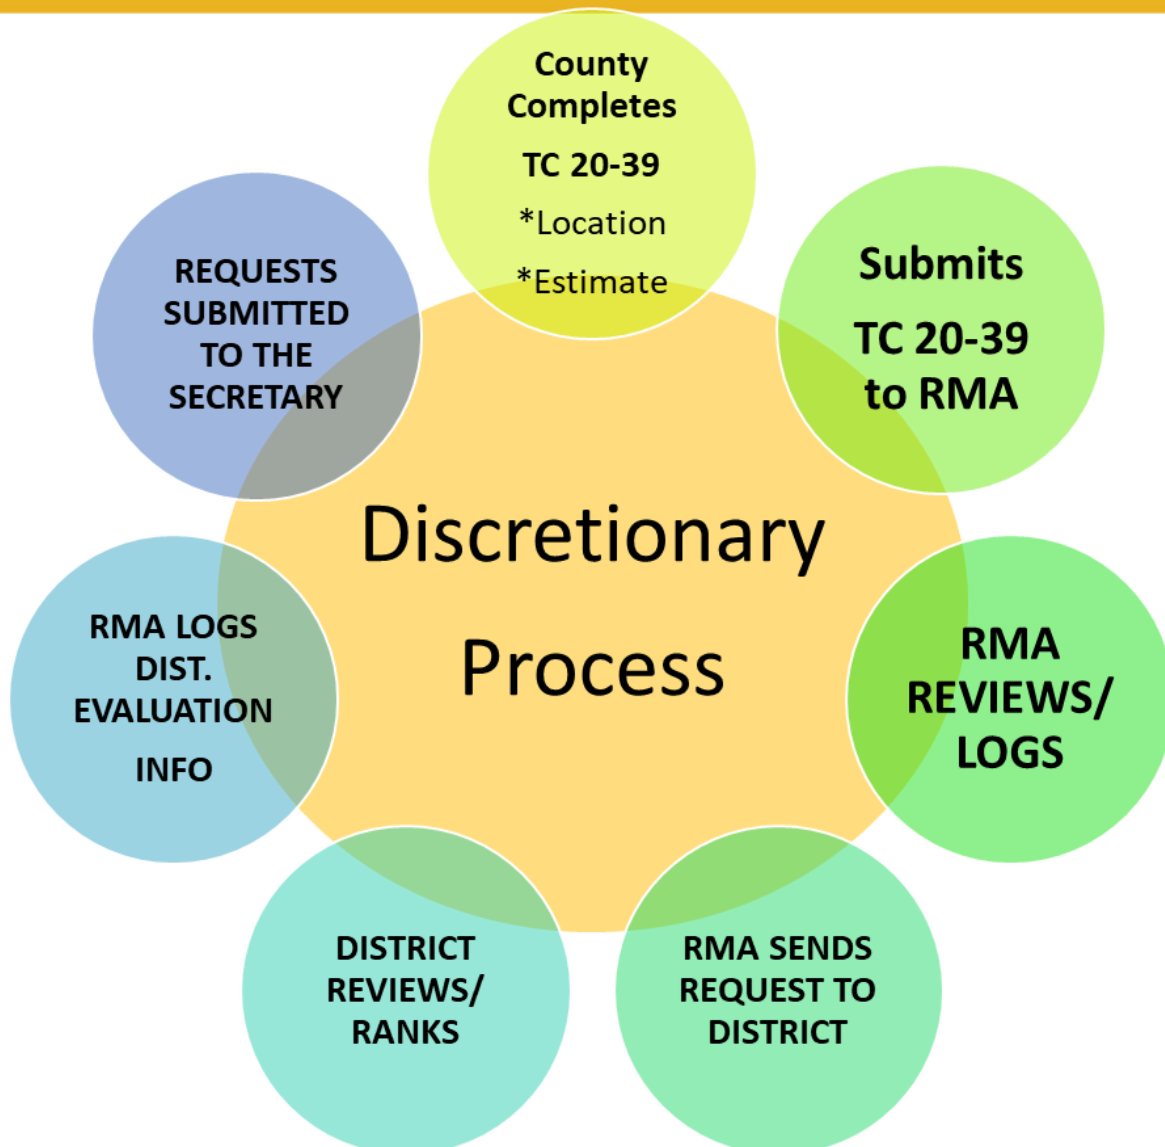 County
Completes
TC 20-39
*Location
*Estimate
Submits
TC 20-39
to RMA
RMA
REVIEWS/
LOGS
RMA SENDS
REQUEST TO
DISTRICT
DISTRICT
REVIEWS/
RANKS
RMA LOGS
DIST.
EVALUATION
INFO
REQUESTS
SUBMITTED
TO THE
SECRETARY
Discretionary
Process